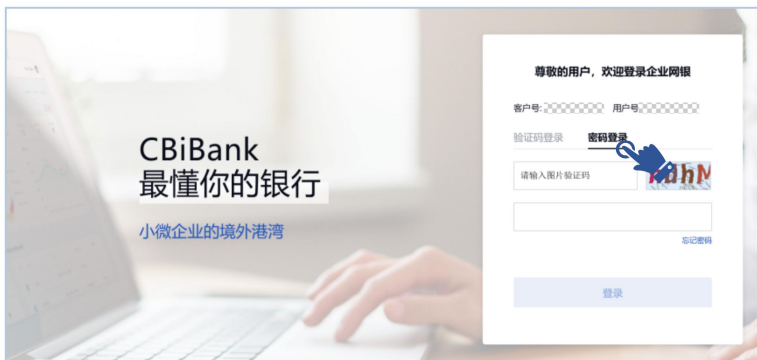 CBiBank
最懂你的银行
小微企业的境外港湾
尊敬的用户，欢迎登录企业网银
客户号: 用户号
验证码登录 密码登录
请输入图片验证码
忘记密码
登录